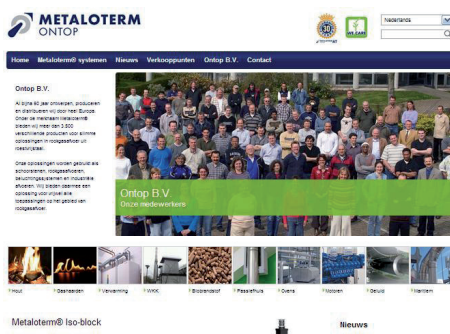 METALOTERM
ONTOP
30
WE CARE
Nederlands
Home Metaloterm® systemen Nieuws Verkooppunten Ontop B.V. Contact
Ontop B.V.
Al bijna 60 jaar ontwerpen, produceren
en distribueren wij door heel Europa.
Onder de merknaam Metaloterm®
bieden wij meer dan 3.500
verschillende producten voor slimme
oplossingen in rookgasafvoer uit
roestvrijstaal.
Onze oplossingen worden gebruikt als
schoorstenen, rookgasafvoeren,
beluchtingssystemen en industriële
afvoeren. Wij bieden daarmee een
oplossing voor vrijwel alle
toepassingen op het gebied van
rookgasafvoer.
Ontop B.V.
Onze medewerkers
Hout Gashaarden Verwarming WKK Biobrandstof Passiefhuis Ovens Motoren Geluid Maritiem
Metaloterm® Iso-block
Nieuws